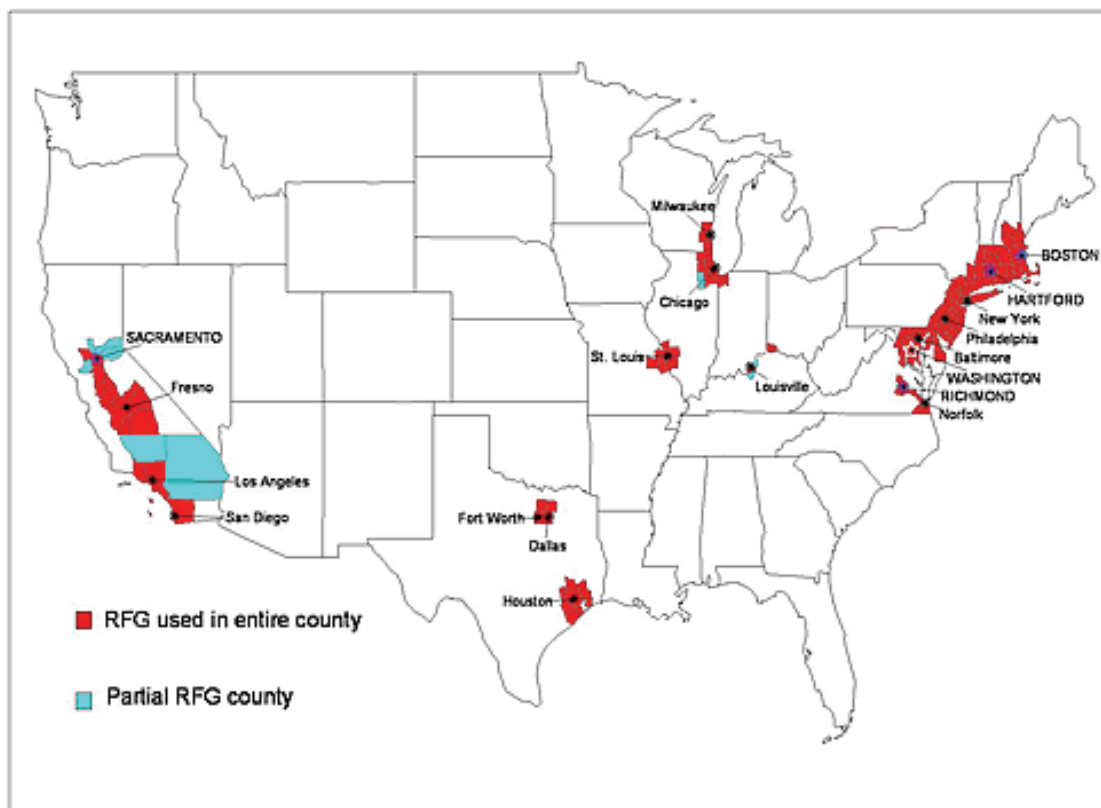 Milwaukee
BOSTON
Chicago
HARTFORD
New York
SACRAMENTO
Philadelphia
St. Louis
Baltimore
WASHINGTON
Fresno
Louisville
RICHMOND
Norfolk
Los Angeles
San Diego
Fort Worth
Dallas
Houston
RFG used in entire county
Partial RFG county